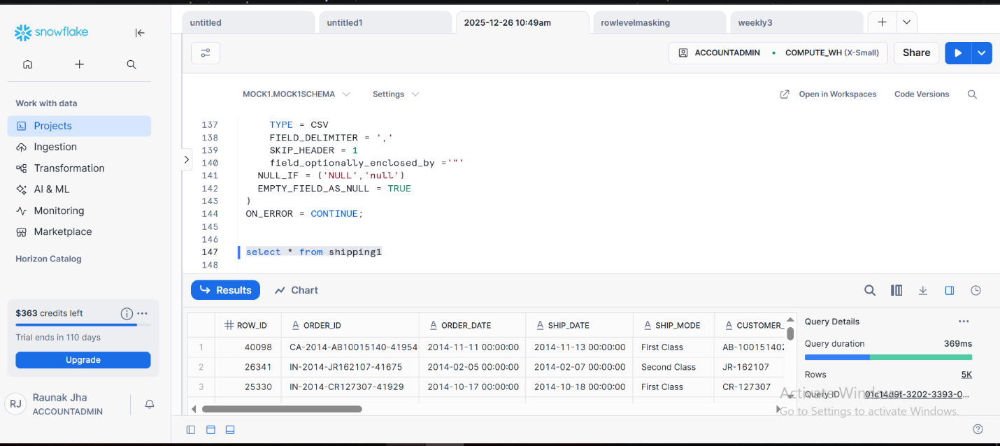 untitled
untitled1
2025-12-26 10:49am
rowlevelmasking
weekly3
snowflake
ACCOUNTADMIN • COMPUTE_WH (X-Small)
Share
Work with data
Projects
Ingestion
Transformation
AI & ML
Monitoring
Marketplace
Horizon Catalog
$363 credits left
Trial ends in 110 days
Upgrade
RJ
Raunak Jha
ACCOUNTADMIN
MOCK1.MOCK1SCHEMA
Settings
Open in Workspaces
Code Versions
137 TYPE = CSV
138 FIELD_DELIMITER = ','
139 SKIP_HEADER = 1
140 field_optionally_enclosed_by ='"'
141 NULL_IF = ('NULL','null')
142 EMPTY_FIELD_AS_NULL = TRUE
143 )
144 ON_ERROR = CONTINUE;
145
146
147 select * from shipping1
148
Results
Chart
ROW_ID ORDER_ID ORDER_DATE SHIP_DATE SHIP_MODE CUSTOMER_
1 40098 CA-2014-AB10015140-41954 2014-11-11 00:00:00 2014-11-13 00:00:00 First Class AB-100151402
2 26341 IN-2014-JR162107-41675 2014-02-05 00:00:00 2014-02-07 00:00:00 Second Class JR-162107
3 25330 IN-2014-CR127307-41929 2014-10-17 00:00:00 2014-10-18 00:00:00 First Class CR-127307
Query Details
Query duration 369ms
Rows 5K
Query ID
Activate Windows
Go to Settings to activate Windows.